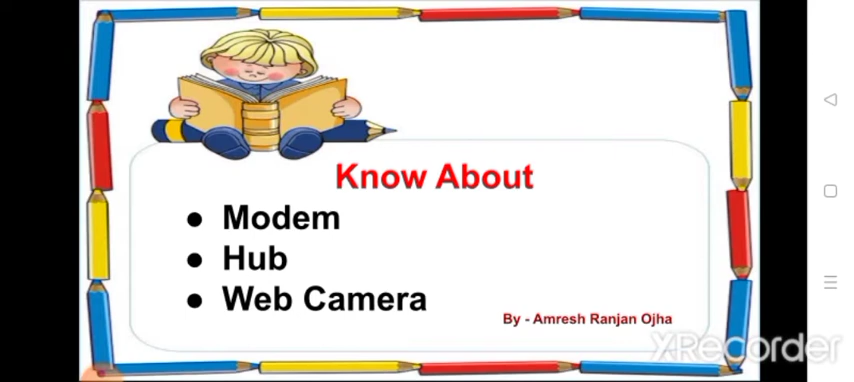 Know About
● Modem
● Hub
● Web Camera
By - Amresh Ranjan Ojha
XRecorder